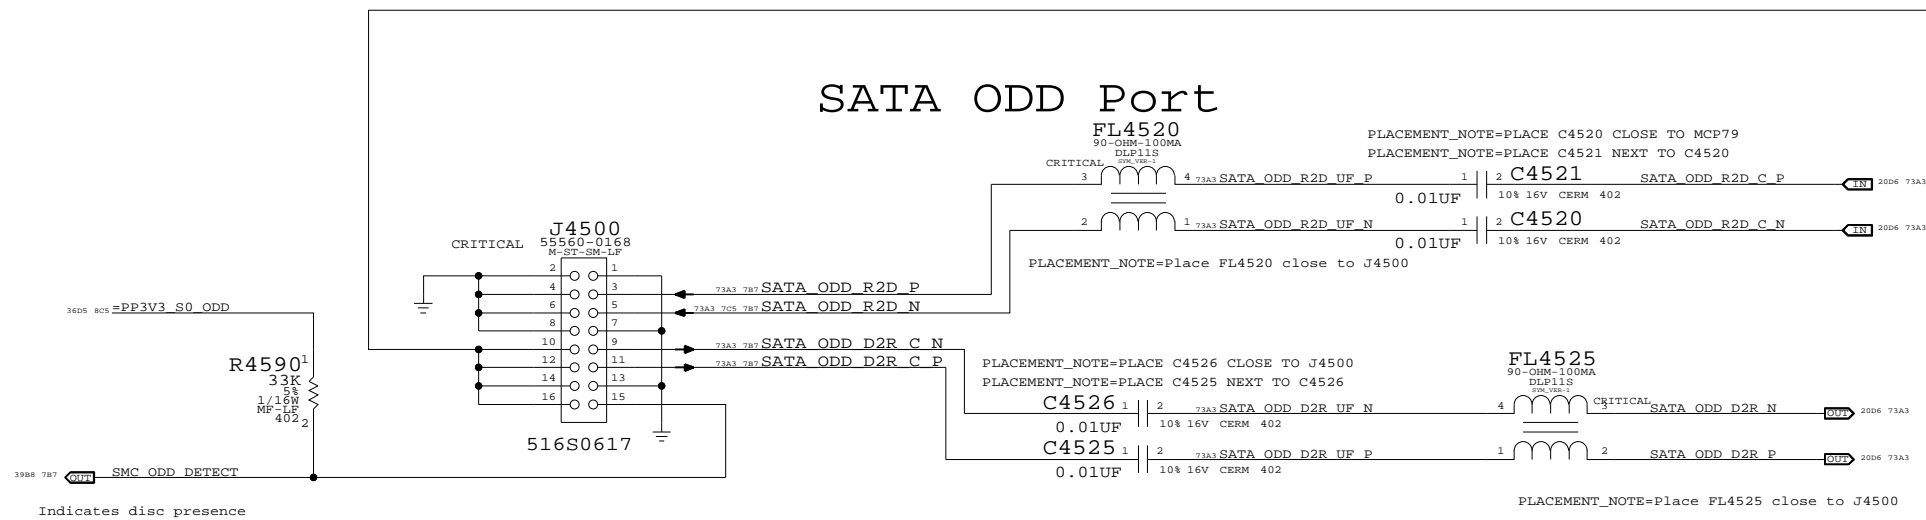 SATA ODD Port
FL4520
90-OHM-100MA
DLP11S
SYM_VER-1
CRITICAL
3
4
2
1
73A3 SATA_ODD_R2D_UF_P
73A3 SATA_ODD_R2D_UF_N
PLACEMENT_NOTE=PLACE C4520 CLOSE TO MCP79
PLACEMENT_NOTE=PLACE C4521 NEXT TO C4520
1
2 C4521
0.01UF
10% 16V CERM 402
SATA_ODD_R2D_C_P
IN 20D6 73A3
1
2 C4520
0.01UF
10% 16V CERM 402
SATA_ODD_R2D_C_N
IN 20D6 73A3
PLACEMENT_NOTE=Place FL4520 close to J4500
J4500
CRITICAL
55560-0168
M-ST-SM-LF
2 1
4 3
6 5
8 7
10 9
12 11
14 13
16 15
516S0617
73A3 7B7 SATA_ODD_R2D_P
73A3 7C5 7B7 SATA_ODD_R2D_N
73A3 7B7 SATA_ODD_D2R_C_N
73A3 7B7 SATA_ODD_D2R_C_P
36D5 8C5 =PP3V3_S0_ODD
R4590
1
33K
5%
1/16W
MF-LF
402
2
39B8 7B7 OUT SMC_ODD_DETECT
Indicates disc presence
PLACEMENT_NOTE=PLACE C4526 CLOSE TO J4500
PLACEMENT_NOTE=PLACE C4525 NEXT TO C4526
C4526 1 2
0.01UF
10% 16V CERM 402
73A3 SATA_ODD_D2R_UF_N
C4525 1 2
0.01UF
10% 16V CERM 402
73A3 SATA_ODD_D2R_UF_P
FL4525
90-OHM-100MA
DLP11S
SYM_VER-1
CRITICAL
4
3
1
2
SATA_ODD_D2R_N
OUT 20D6 73A3
SATA_ODD_D2R_P
OUT 20D6 73A3
PLACEMENT_NOTE=Place FL4525 close to J4500